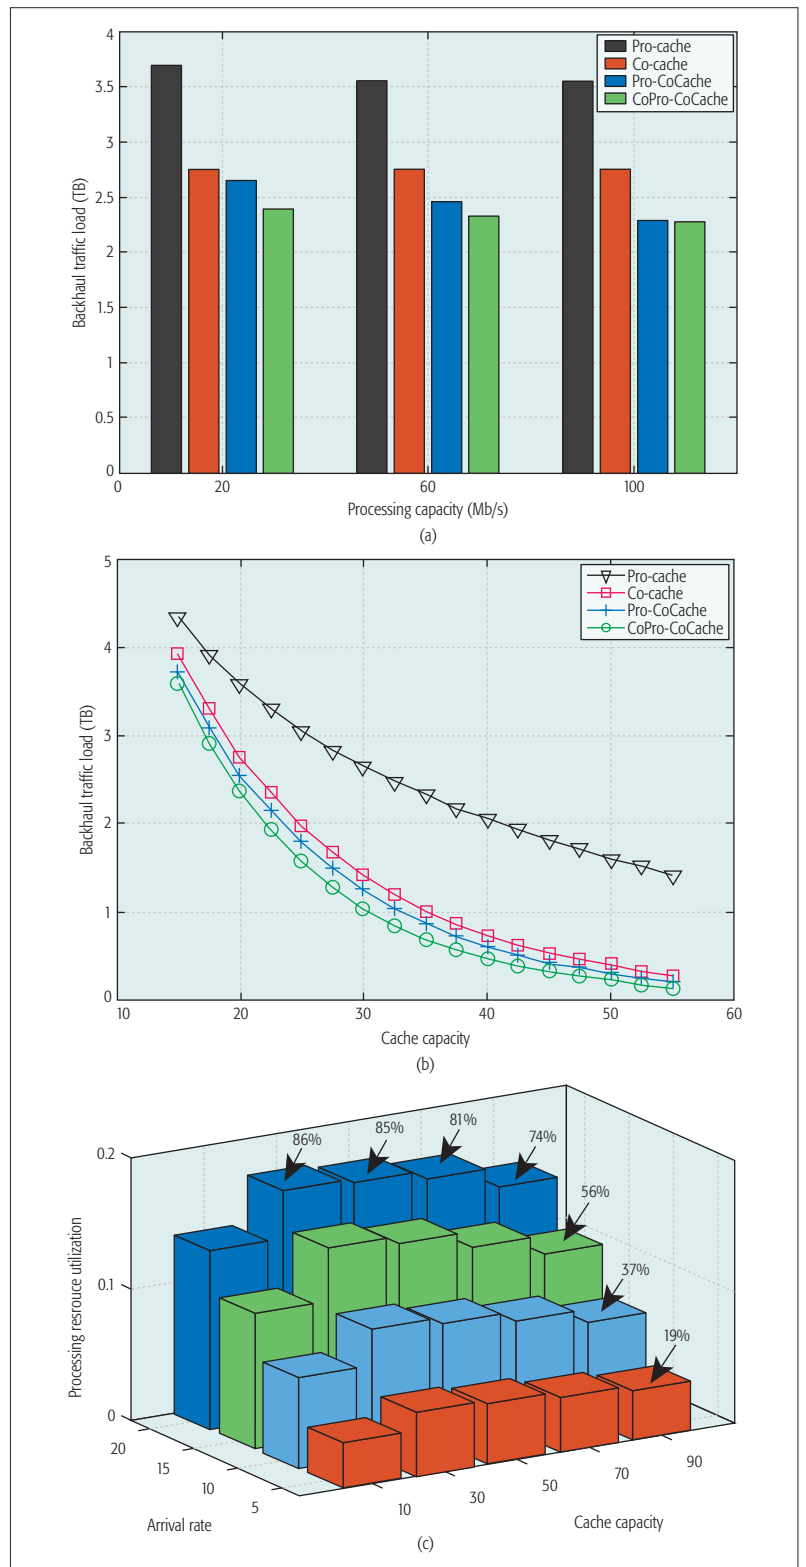 4
3.5
3
2.5
2
1.5
1
0.5
0
Backhaul traffic load (TB)
Pro-cache
Co-cache
Pro-CoCache
CoPro-CoCache
0
20
60
100
Processing capacity (Mb/s)
(a)
5
4
3
2
1
0
Backhaul traffic load (TB)
Pro-cache
Co-cache
Pro-CoCache
CoPro-CoCache
10
20
30
40
50
60
Cache capacity
(b)
0.2
0.1
0
Processing resrouce utilization
86%
85%
81%
74%
56%
37%
19%
20
15
10
5
Arrival rate
10
30
50
70
90
Cache capacity
(c)